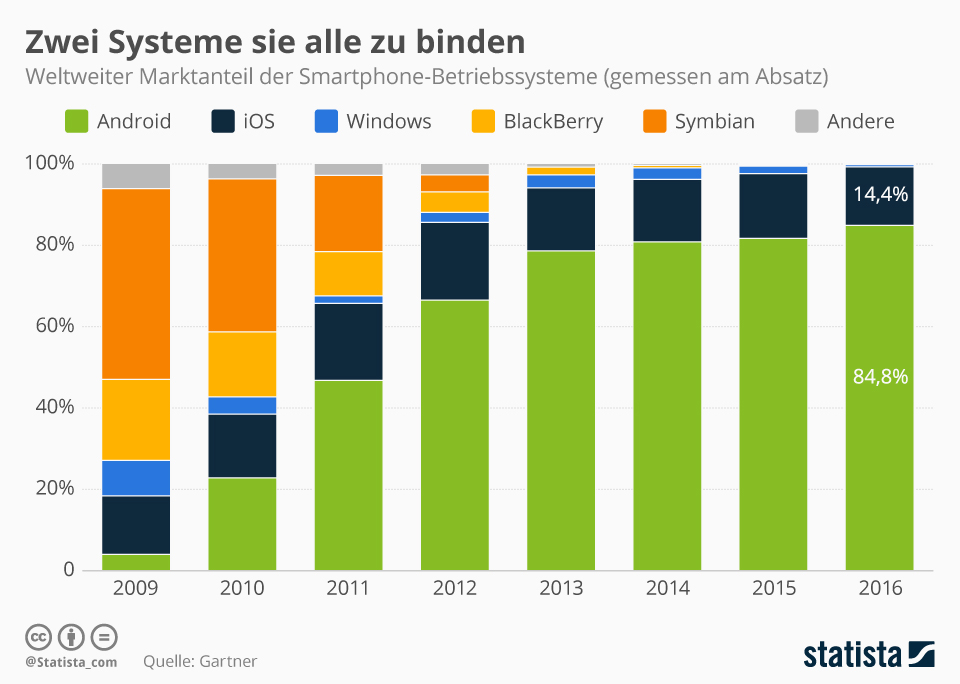 Zwei Systeme sie alle zu binden
Weltweiter Marktanteil der Smartphone-Betriebssysteme (gemessen am Absatz)
Android iOS Windows BlackBerry Symbian Andere
100%
80%
60%
40%
20%
0
14,4%
84,8%
2009 2010 2011 2012 2013 2014 2015 2016
cc
@Statista_com Quelle: Gartner
statista